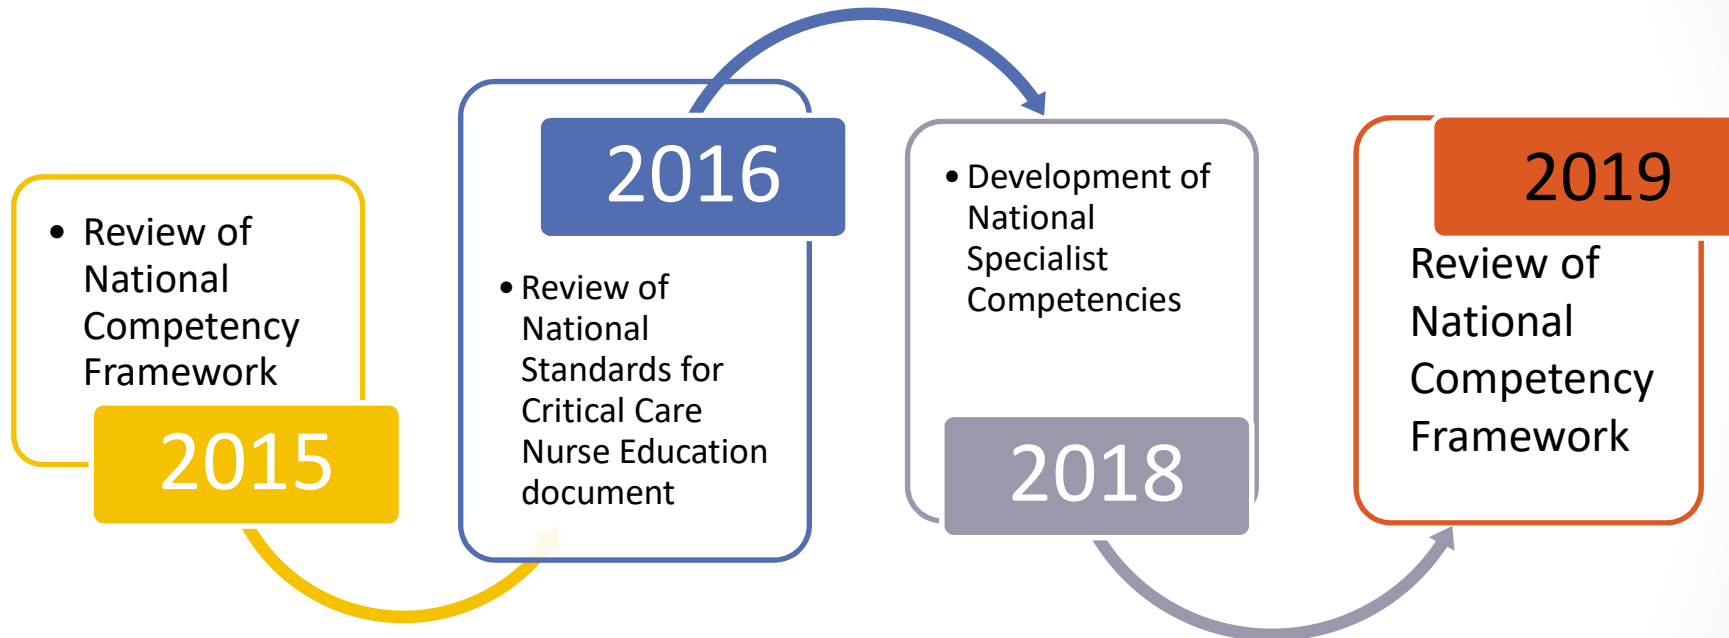 • Review of
National
Competency
Framework
2015
2016
• Review of
National
Standards for
Critical Care
Nurse Education
document
• Development of
National
Specialist
Competencies
2018
2019
Review of
National
Competency
Framework